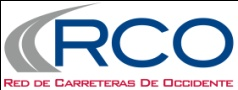 RCO
RED DE CARRETERAS DE OCCIDENTE